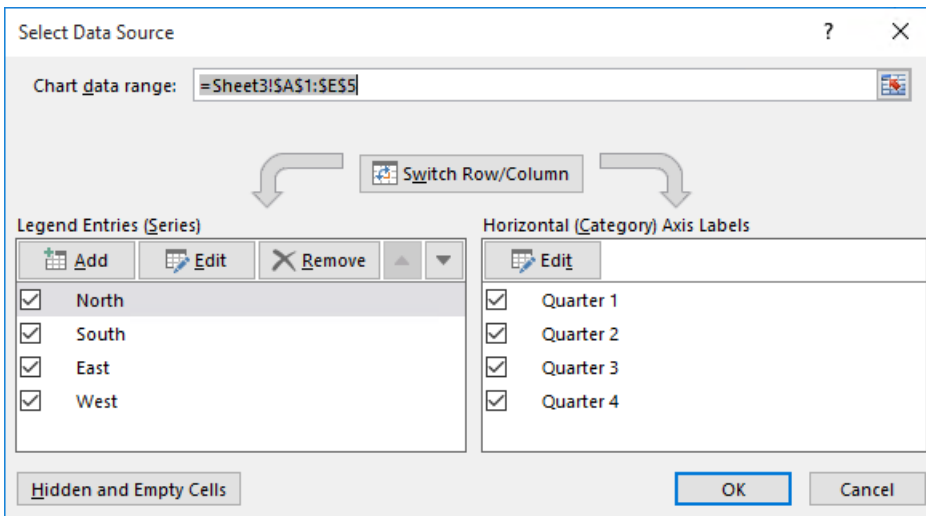 Select Data Source ?
Chart data range: =Sheet3!$A$1:$E$5
Switch Row/Column
Legend Entries (Series)
Add Edit Remove
North
South
East
West
Horizontal (Category) Axis Labels
Edit
Quarter 1
Quarter 2
Quarter 3
Quarter 4
Hidden and Empty Cells
OK Cancel